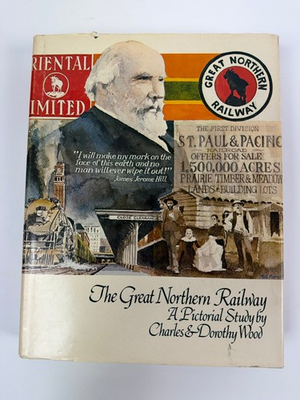 RIENTAL
IMITED
GREAT NORTHERN
RAILWAY
"I will make my mark on the
face of this earth and no
man will ever wipe it out!"
James Jerome Hill.
THE FIRST DIVISION
ST. PAUL & PACIFIC
RAILROAD
OFFERS FOR SALE
1,500,000 ACRES
PRAIRIE TIMBER & MEADOW
LANDS & BUILDING LOTS
The Great Northern Railway
A Pictorial Study by
Charles & Dorothy Wood